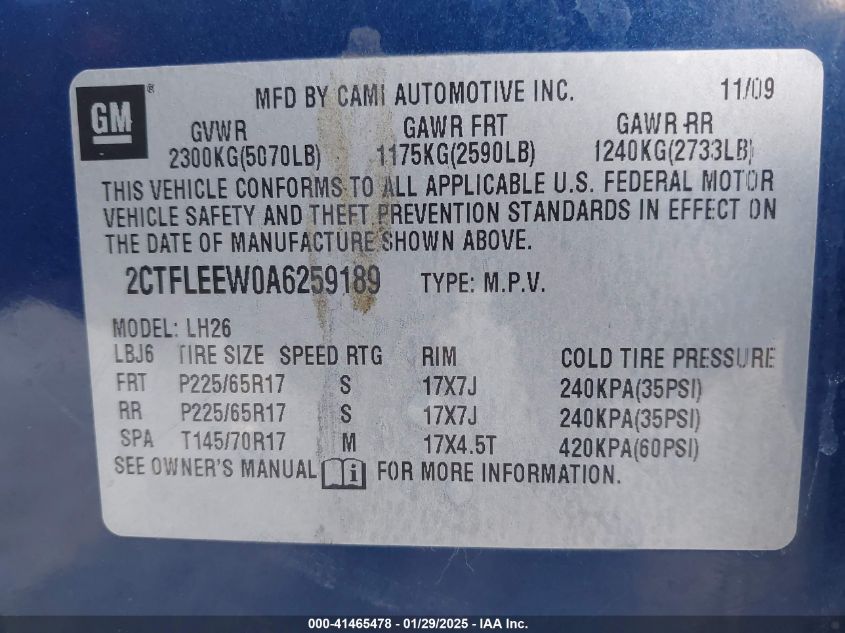 GM ®
MFD BY CAMI AUTOMOTIVE INC. 11/09
GVWR GAWR FRT GAWR RR
2300KG(5070LB) 1175KG(2590LB) 1240KG(2733LB)
THIS VEHICLE CONFORMS TO ALL APPLICABLE U.S. FEDERAL MOTOR
VEHICLE SAFETY AND THEFT PREVENTION STANDARDS IN EFFECT ON
THE DATE OF MANUFACTURE SHOWN ABOVE.
2CTFLEEW0A6259189 TYPE: M.P.V.
MODEL: LH26
LBJ6 TIRE SIZE SPEED RTG RIM COLD TIRE PRESSURE
FRT P225/65R17 S 17X7J 240KPA(35PSI)
RR P225/65R17 S 17X7J 240KPA(35PSI)
SPA T145/70R17 M 17X4.5T 420KPA(60PSI)
SEE OWNER'S MANUAL i FOR MORE INFORMATION.
000-41465478 - 01/29/2025 - IAA Inc.